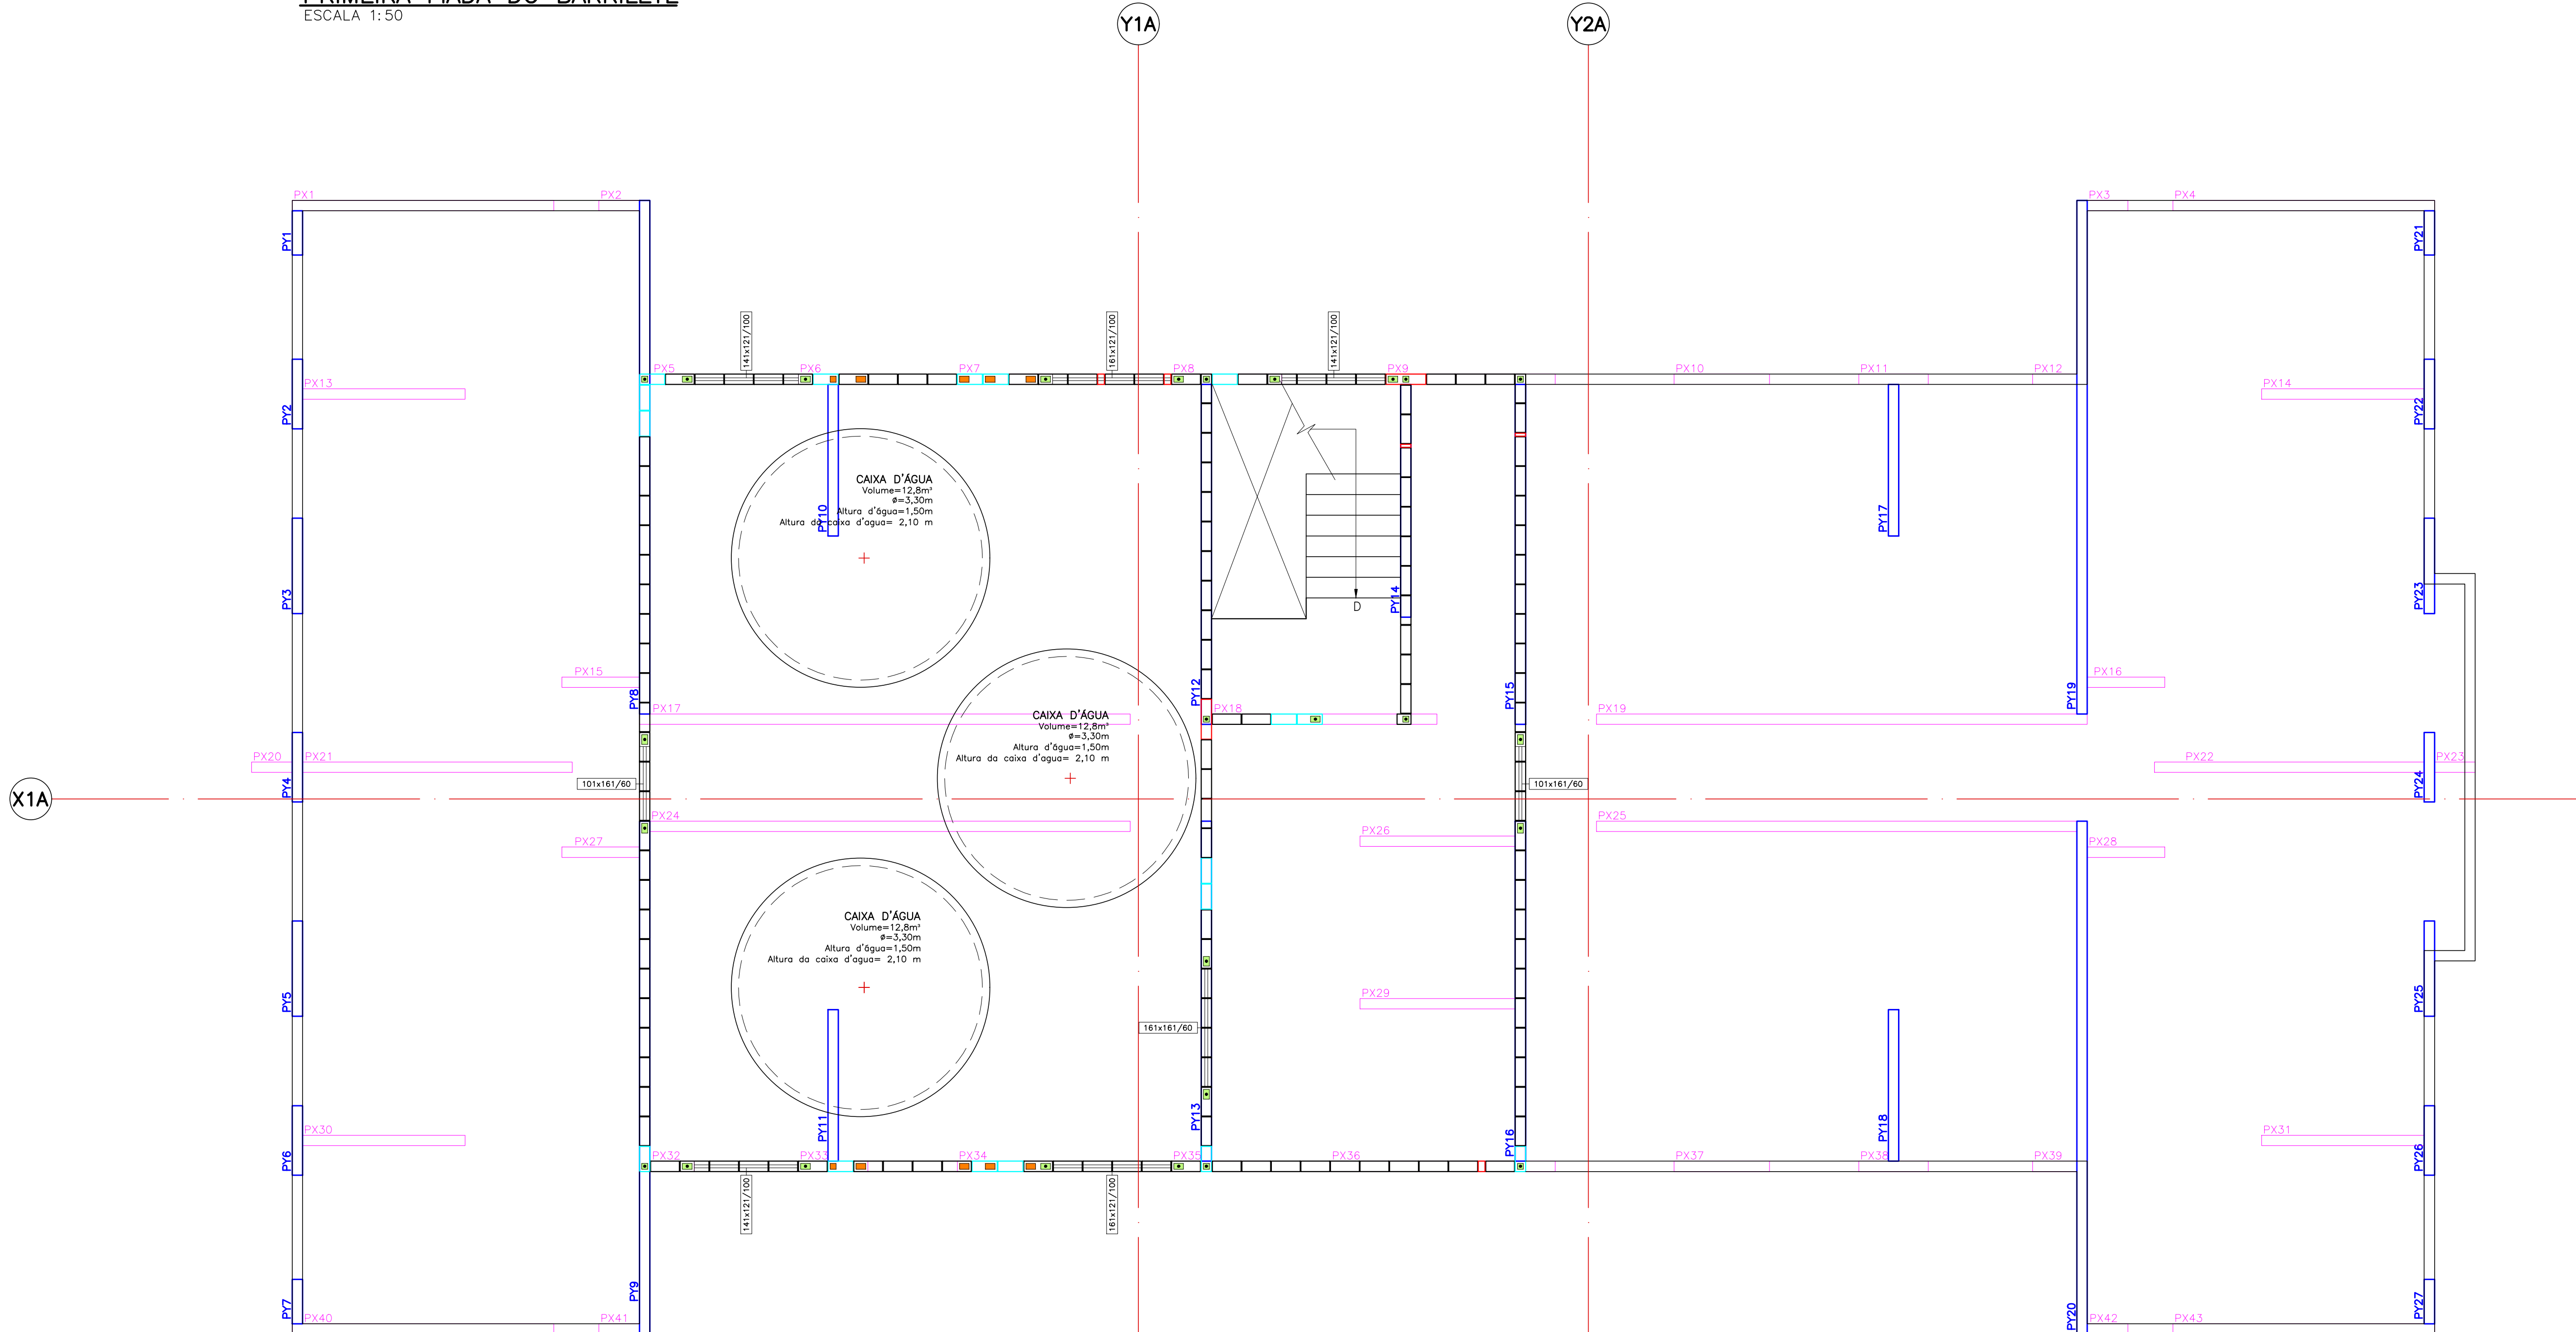 PRIMEIRA FIADA DO BARRILETE
ESCALA 1:50
Y1A
Y2A
PX1
PX2
PX3
PX4
PY1
PY21
141x121/100
161x121/100
141x121/100
PX5
PX6
PX7
PX8
PX9
PX10
PX11
PX12
PX13
PX14
PY2
PY22
CAIXA D'ÁGUA
Volume=12,8m³
ø=3,30m
Altura d'água=1,50m
Altura da caixa d'agua= 2,10 m
PY10
PY17
PY3
PY14
D
PY23
PX15
PX16
PY8
PY12
PY15
PY19
PX17
PX18
PX19
CAIXA D'ÁGUA
Volume=12,8m³
ø=3,30m
Altura d'água=1,50m
Altura da caixa d'agua= 2,10 m
PX20
PX21
PX22
PX23
PY4
PY24
101x161/60
101x161/60
X1A
PX24
PX25
PX26
PX27
PX28
CAIXA D'ÁGUA
Volume=12,8m³
ø=3,30m
Altura d'água=1,50m
Altura da caixa d'agua= 2,10 m
PX29
PY5
PY25
161x161/60
PY11
PY13
PY18
PX30
PX31
PY6
PY16
PY26
PX32
PX33
PX34
PX35
PX36
PX37
PX38
PX39
141x121/100
161x121/100
PY7
PY9
PY20
PY27
PX40
PX41
PX42
PX43